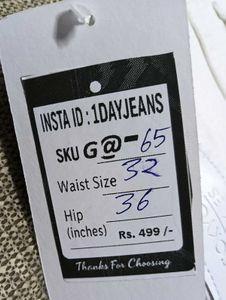 INSTA ID : 1DAYJEANS
SKU G@-65
Waist Size 32
Hip 36
(inches) Rs. 499/-
Thanks For Choosing